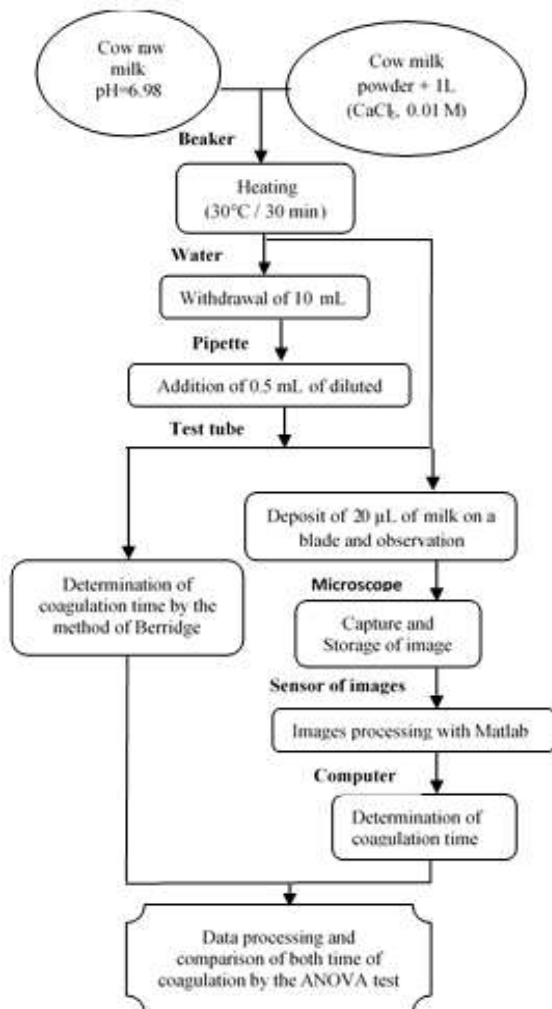 Cow raw
milk
pH=6.98
Cow milk
powder + 1L
(CaCl₂, 0.01 M)
Beaker
Heating
(30°C / 30 min)
Water
Withdrawal of 10 mL
Pipette
Addition of 0.5 mL of diluted
Test tube
Deposit of 20 µL of milk on a
blade and observation
Determination of
coagulation time by the
method of Berridge
Microscope
Capture and
Storage of image
Sensor of images
Images processing with Matlab
Computer
Determination of
coagulation time
Data processing and
comparison of both time of
coagulation by the ANOVA test